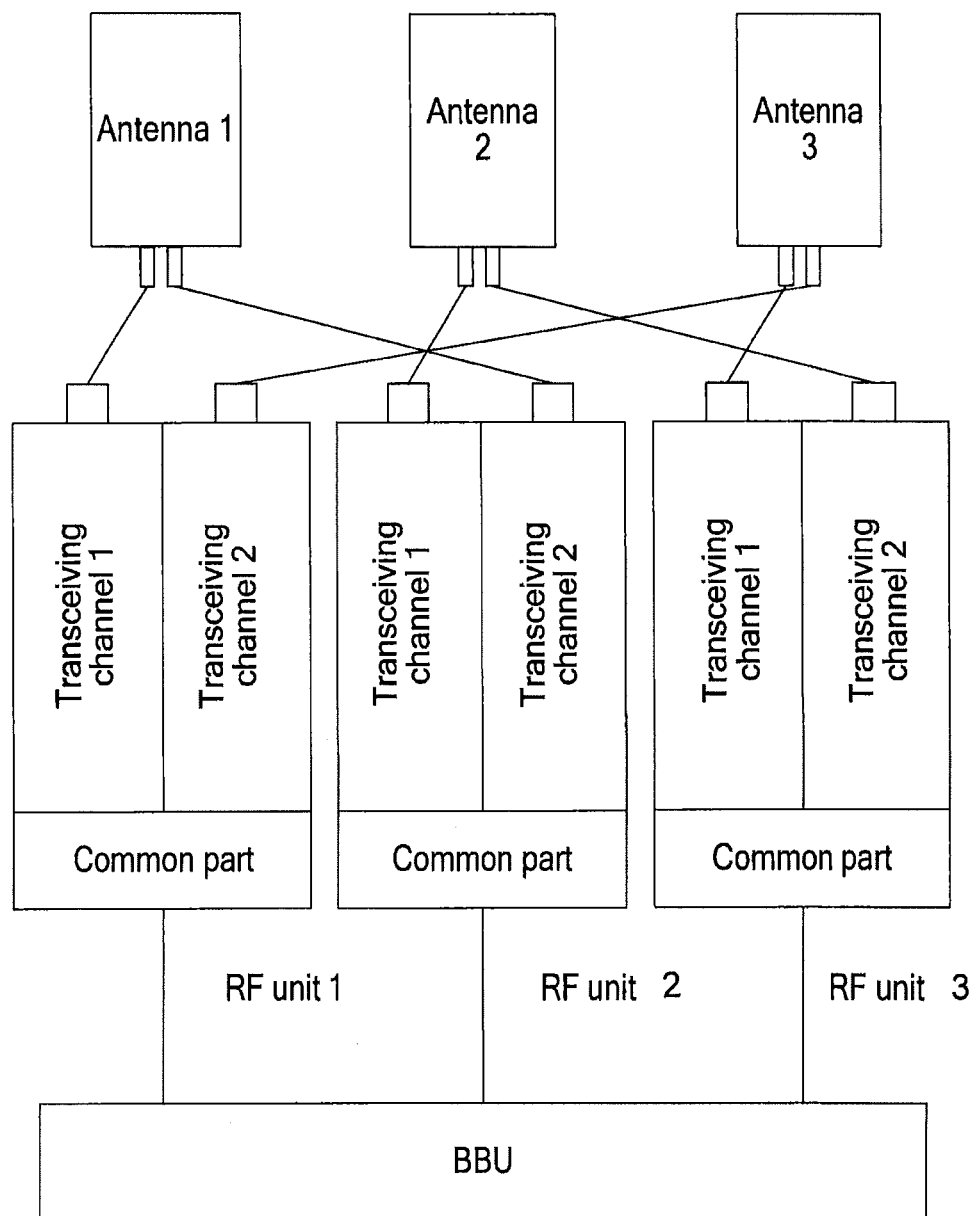 Antenna 1
Antenna
2
Antenna
3
Transceiving
channel 1
Transceiving
channel 2
Transceiving
channel 1
Transceiving
channel 2
Transceiving
channel 1
Transceiving
channel 2
Common part
Common part
Common part
RF unit 1
RF unit 2
RF unit 3
BBU